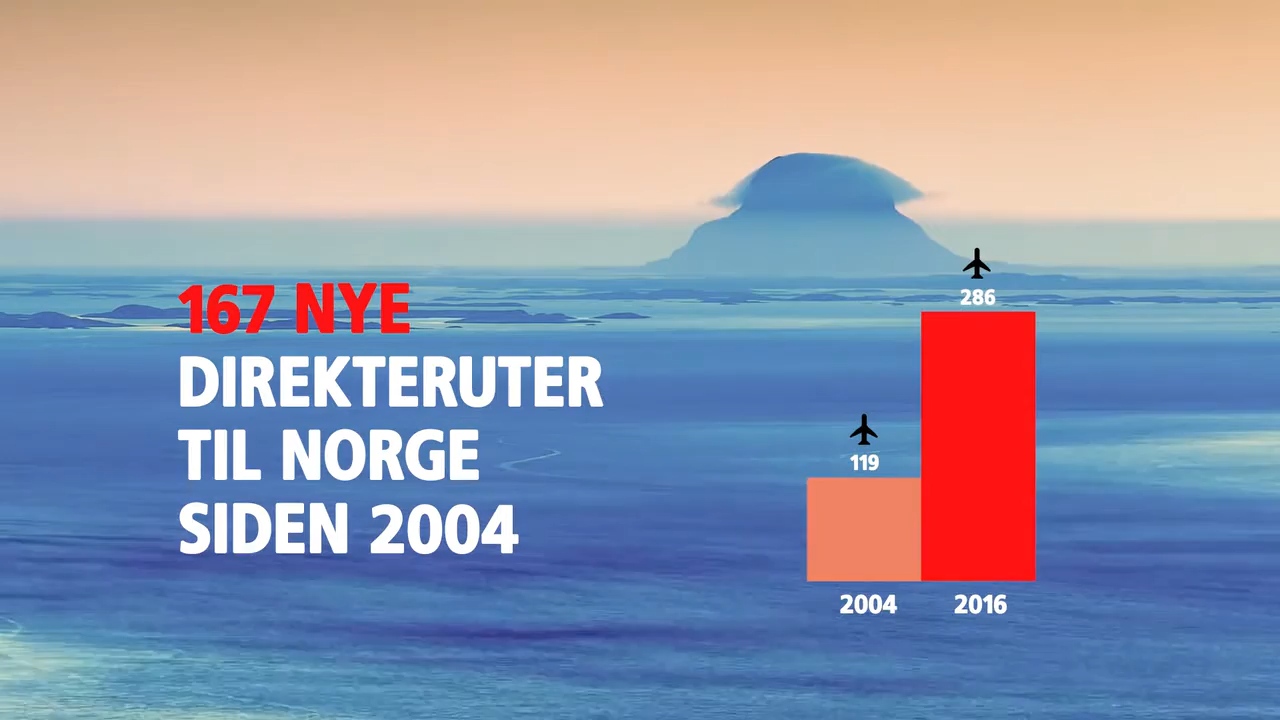 167 NYE
DIREKTERUTER
TIL NORGE
SIDEN 2004
286
119
2004
2016